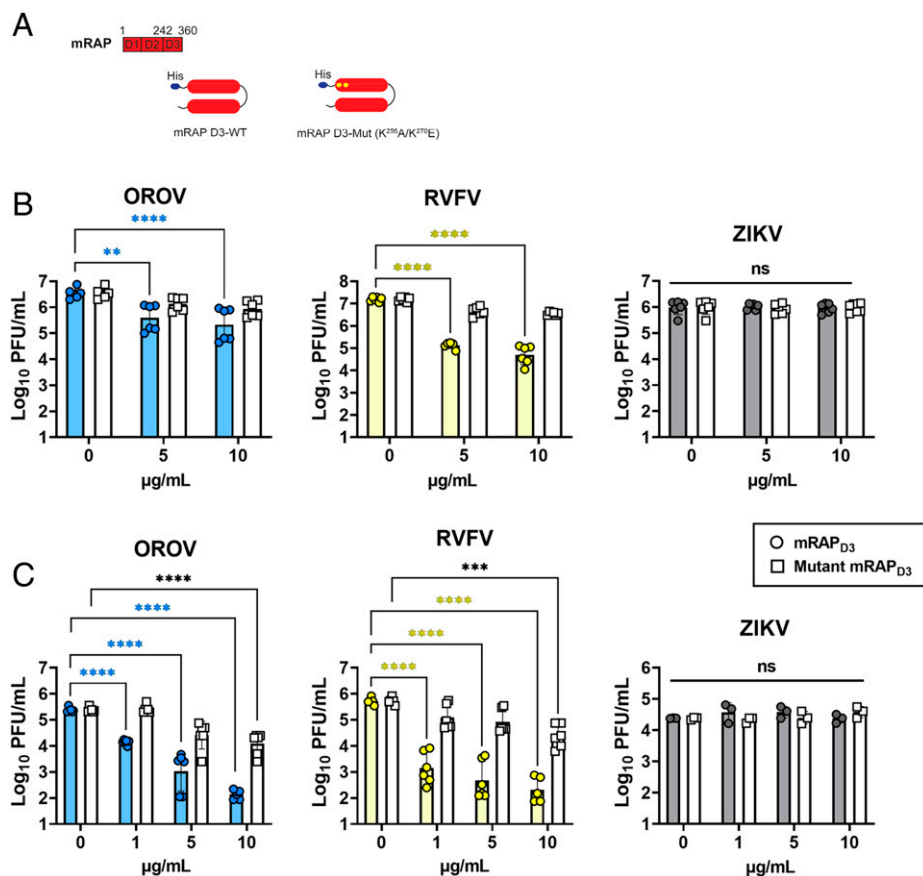 A
1 242 360
mRAP D1 D2 D3
His His
mRAP D3-WT mRAP D3-Mut (K²⁵⁶A/K²⁷⁰E)
B
OROV
**** 
**
Log₁₀ PFU/mL
7
6
5
4
3
2
1
0 5 10
µg/mL
RVFV
****
****
Log₁₀ PFU/mL
8
7
6
5
4
3
2
1
0 5 10
µg/mL
ZIKV
ns
Log₁₀ PFU/mL
7
6
5
4
3
2
1
0 5 10
µg/mL
mRAP_D3
Mutant mRAP_D3
C
OROV
****
****
****
****
Log₁₀ PFU/mL
7
6
5
4
3
2
1
0 1 5 10
µg/mL
RVFV
***
****
****
****
Log₁₀ PFU/mL
7
6
5
4
3
2
1
0 1 5 10
µg/mL
ZIKV
ns
Log₁₀ PFU/mL
6
5
4
3
2
1
0 1 5 10
µg/mL